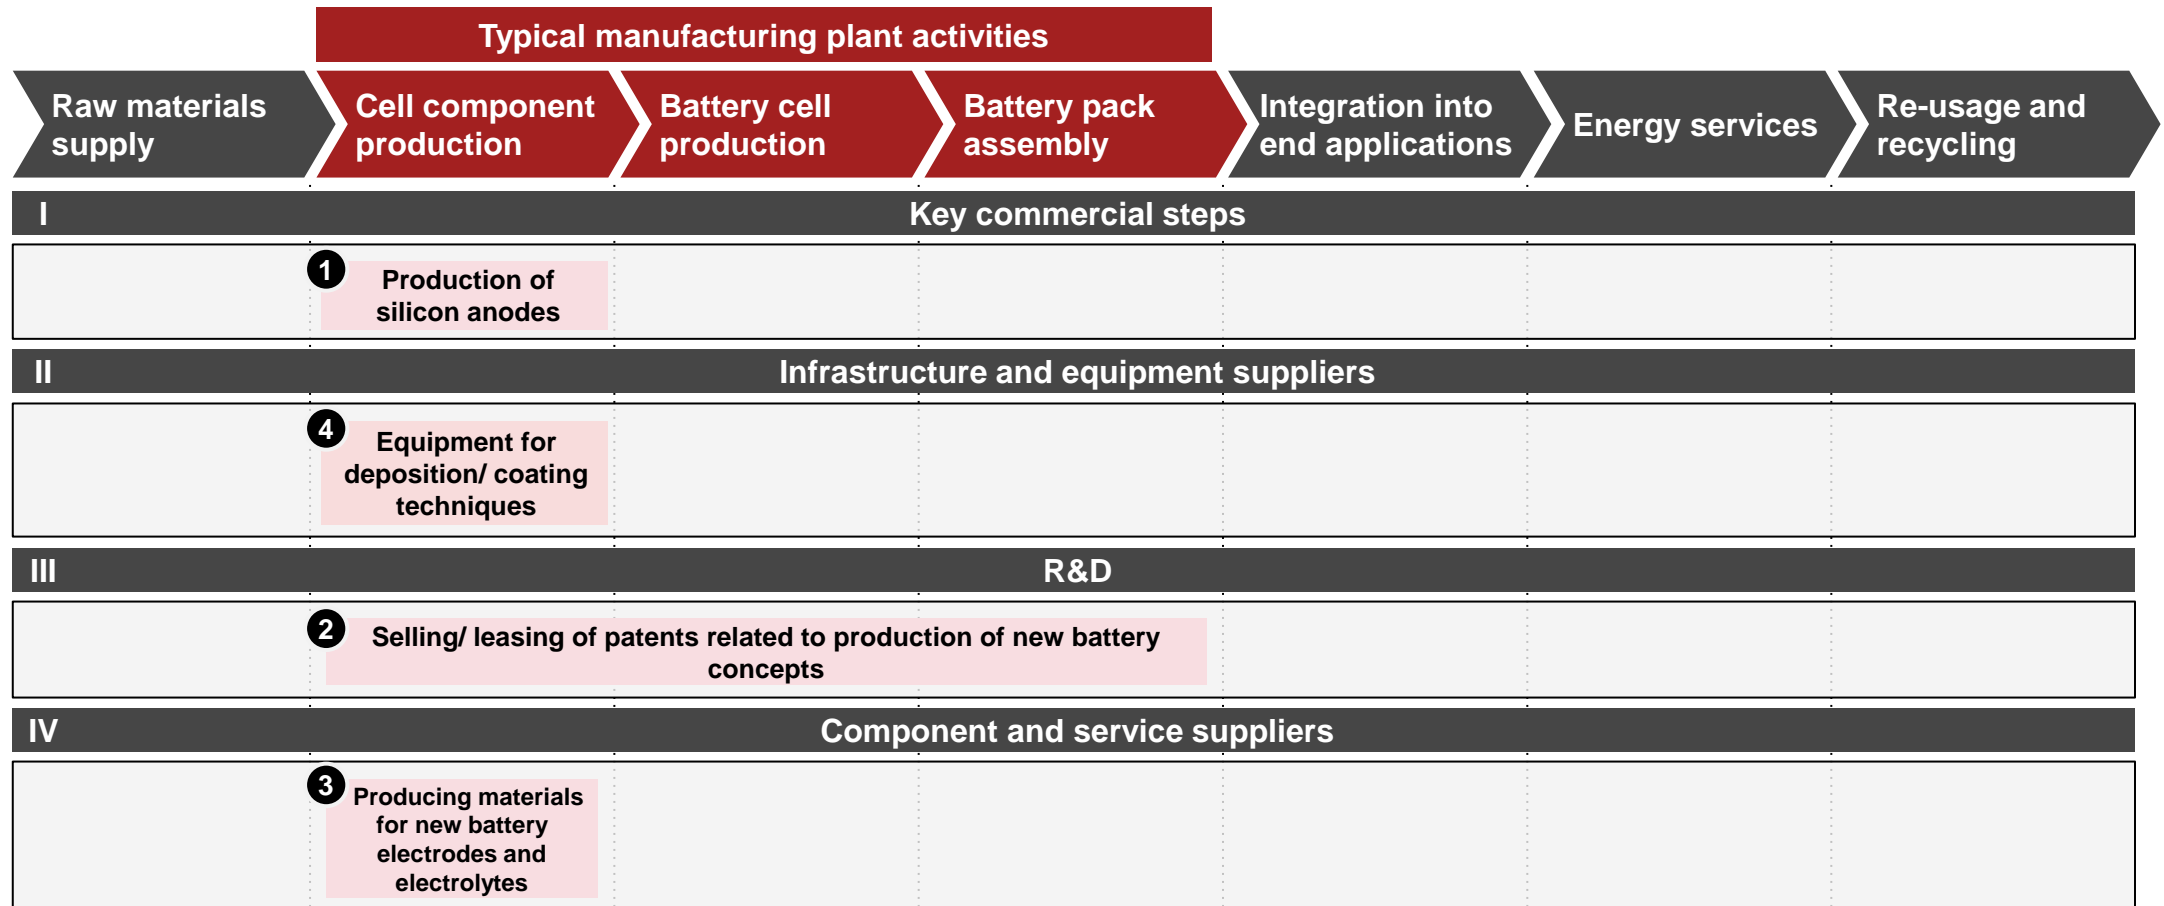 Typical manufacturing plant activities
Raw materials
supply
Cell component
production
Battery cell
production
Battery pack
assembly
Integration into
end applications
Energy services
Re-usage and
recycling
I
Key commercial steps
1
Production of
silicon anodes
II
Infrastructure and equipment suppliers
4
Equipment for
deposition/ coating
techniques
III
R&D
2
Selling/ leasing of patents related to production of new battery
concepts
IV
Component and service suppliers
3
Producing materials
for new battery
electrodes and
electrolytes